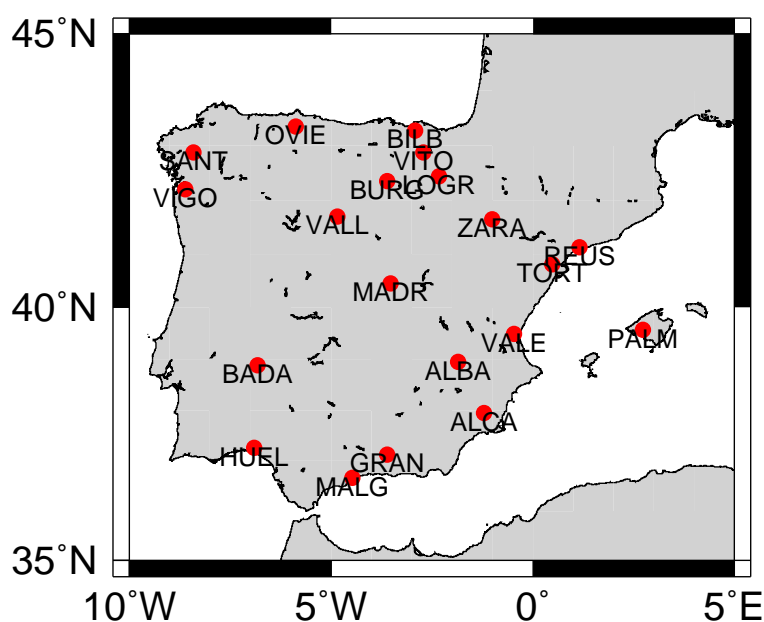 45°N
OVIE
BILB
SANT
VITO
BURG
LOGR
VIGO
VALL
ZARA
REUS
TORT
MADR
40°N
VALE
PALM
BADA
ALBA
ALCA
HUEL
GRAN
MALG
35°N
10°W
5°W
0°
5°E